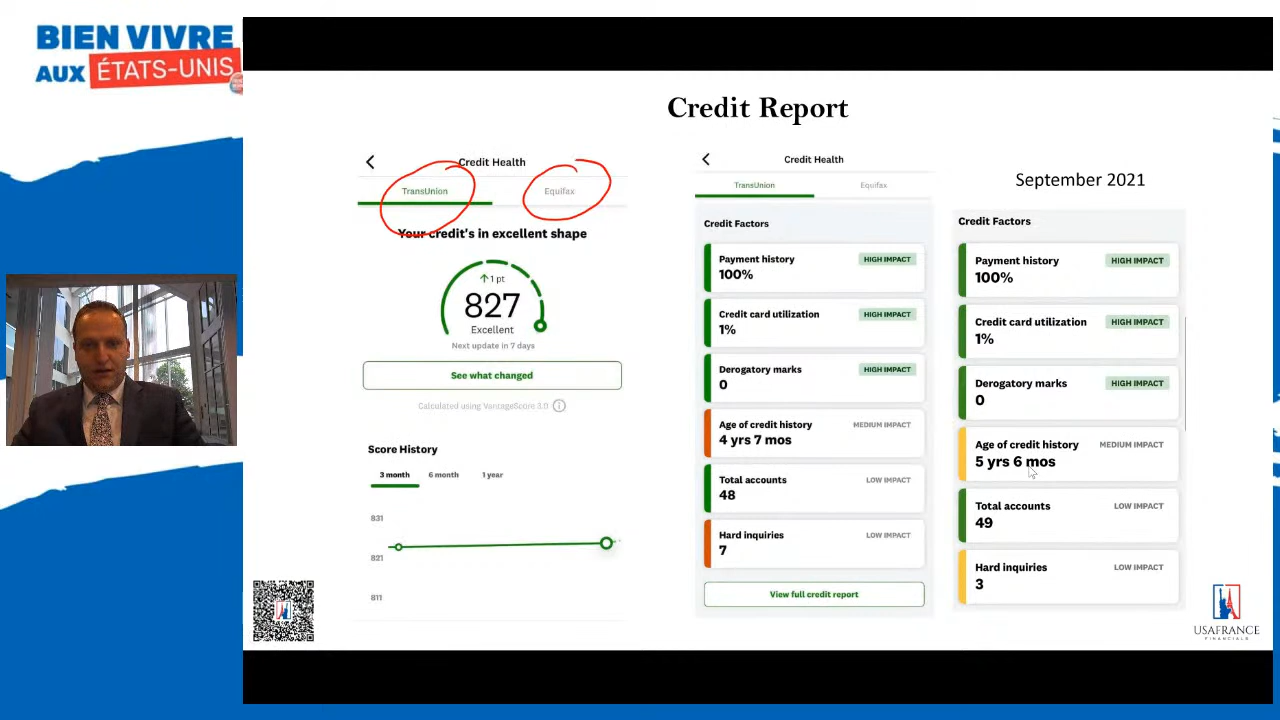 BIEN VIVRE
AUX ÉTATS-UNIS
Credit Report
Credit Health
TransUnion
Equifax
Your credit's in excellent shape
1 pt
827
Excellent
Next update in 7 days
See what changed
Calculated using VantageScore 3.0
Score History
3 month
6 month
1 year
831
821
811
Credit Health
TransUnion
Equifax
Credit Factors
Payment history
HIGH IMPACT
100%
Credit card utilization
HIGH IMPACT
1%
Derogatory marks
HIGH IMPACT
0
Age of credit history
MEDIUM IMPACT
4 yrs 7 mos
Total accounts
LOW IMPACT
48
Hard inquiries
LOW IMPACT
7
View full credit report
September 2021
Credit Factors
Payment history
HIGH IMPACT
100%
Credit card utilization
HIGH IMPACT
1%
Derogatory marks
HIGH IMPACT
0
Age of credit history
MEDIUM IMPACT
5 yrs 6 mos
Total accounts
LOW IMPACT
49
Hard inquiries
LOW IMPACT
3
USAFRANCE
FINANCIALS